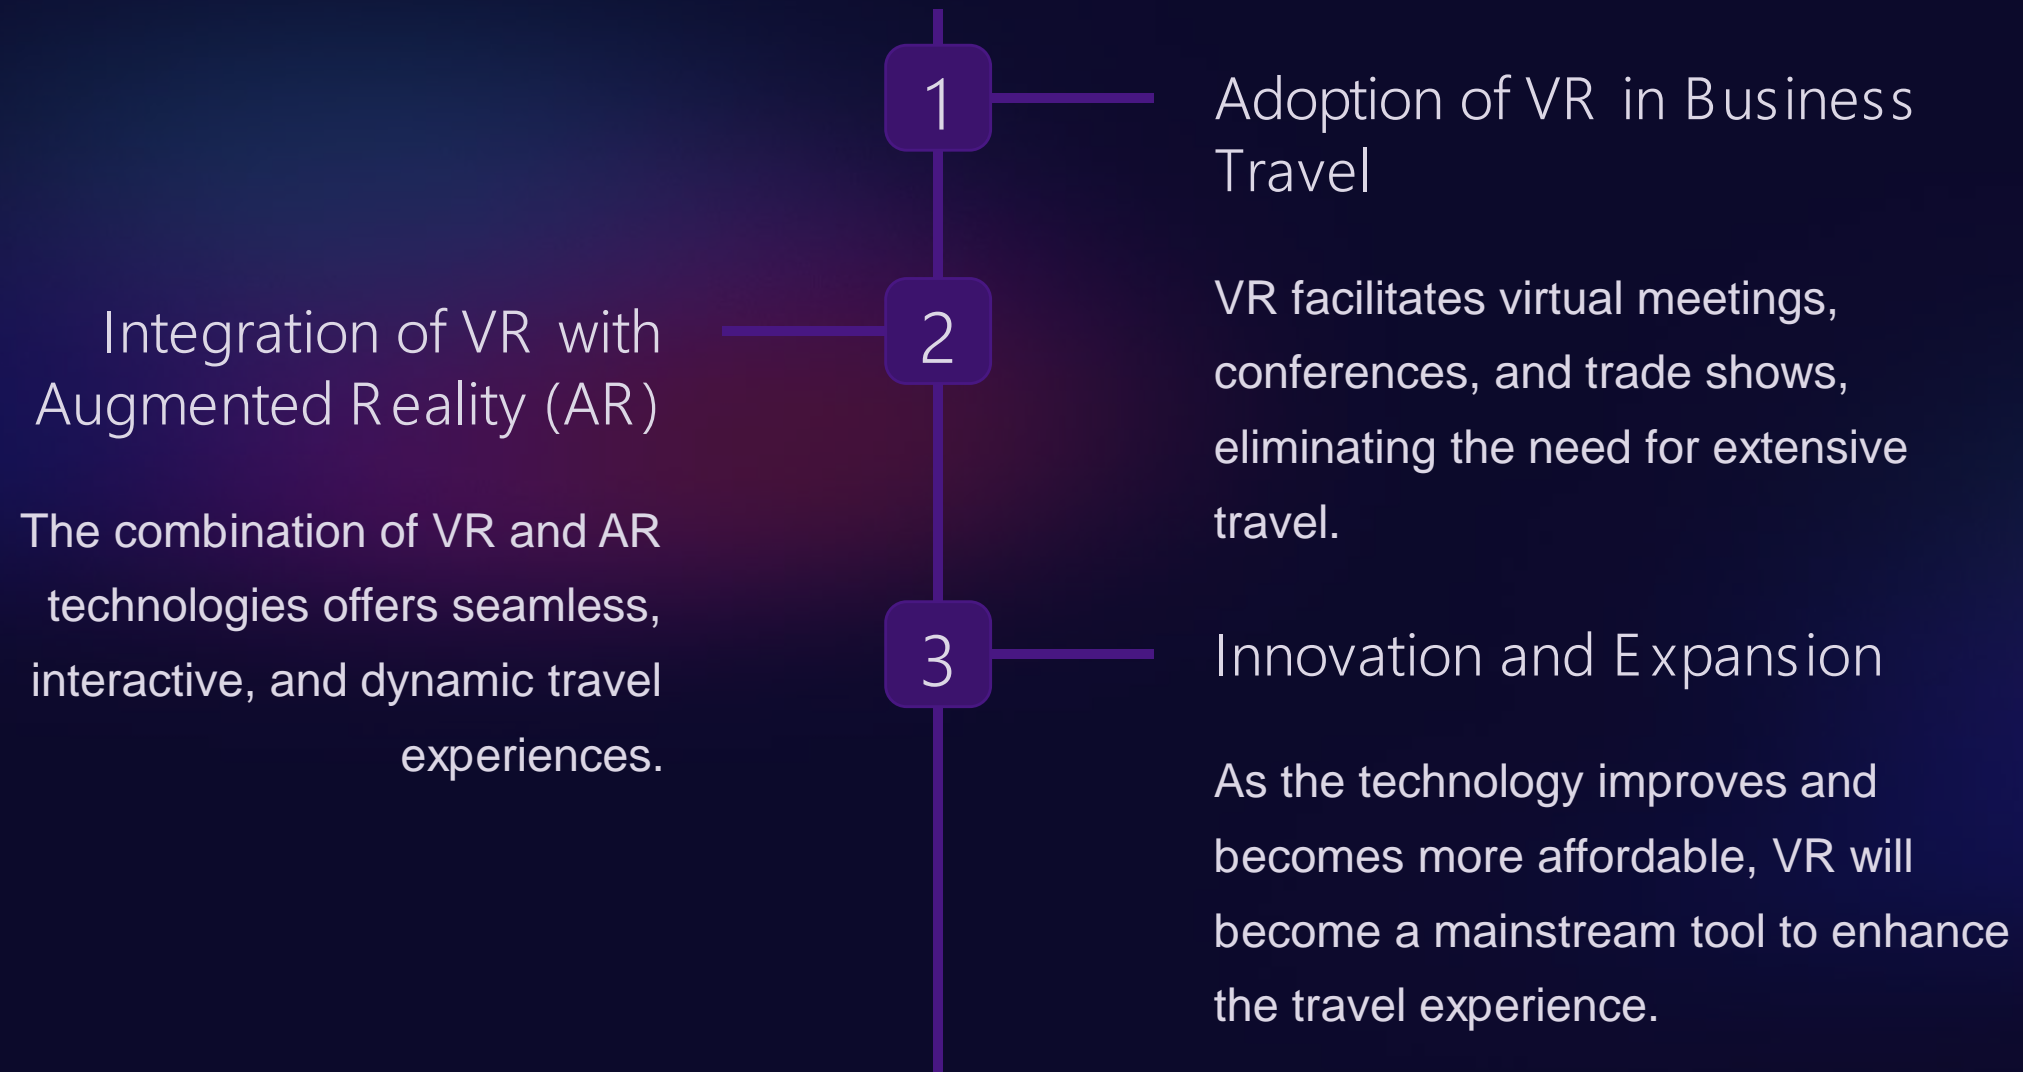 1
Adoption of VR in Business
Travel
VR facilitates virtual meetings,
conferences, and trade shows,
eliminating the need for extensive
travel.
2
Integration of VR with
Augmented Reality (AR)
The combination of VR and AR
technologies offers seamless,
interactive, and dynamic travel
experiences.
3
Innovation and Expansion
As the technology improves and
becomes more affordable, VR will
become a mainstream tool to enhance
the travel experience.